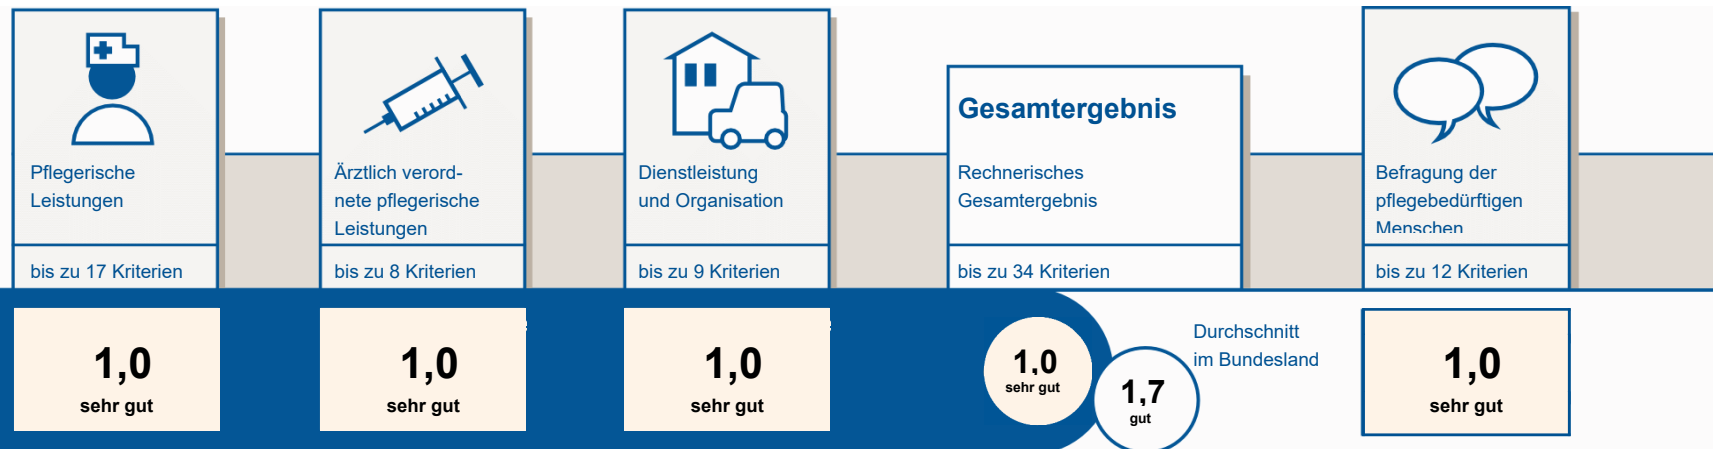 Pflegerische
Leistungen
bis zu 17 Kriterien
1,0
sehr gut
Ärztlich verord-
nete pflegerische
Leistungen
bis zu 8 Kriterien
1,0
sehr gut
Dienstleistung
und Organisation
bis zu 9 Kriterien
1,0
sehr gut
Gesamtergebnis
Rechnerisches
Gesamtergebnis
bis zu 34 Kriterien
1,0
sehr gut
1,7
gut
Durchschnitt
im Bundesland
Befragung der
pflegebedürftigen
Menschen
bis zu 12 Kriterien
1,0
sehr gut